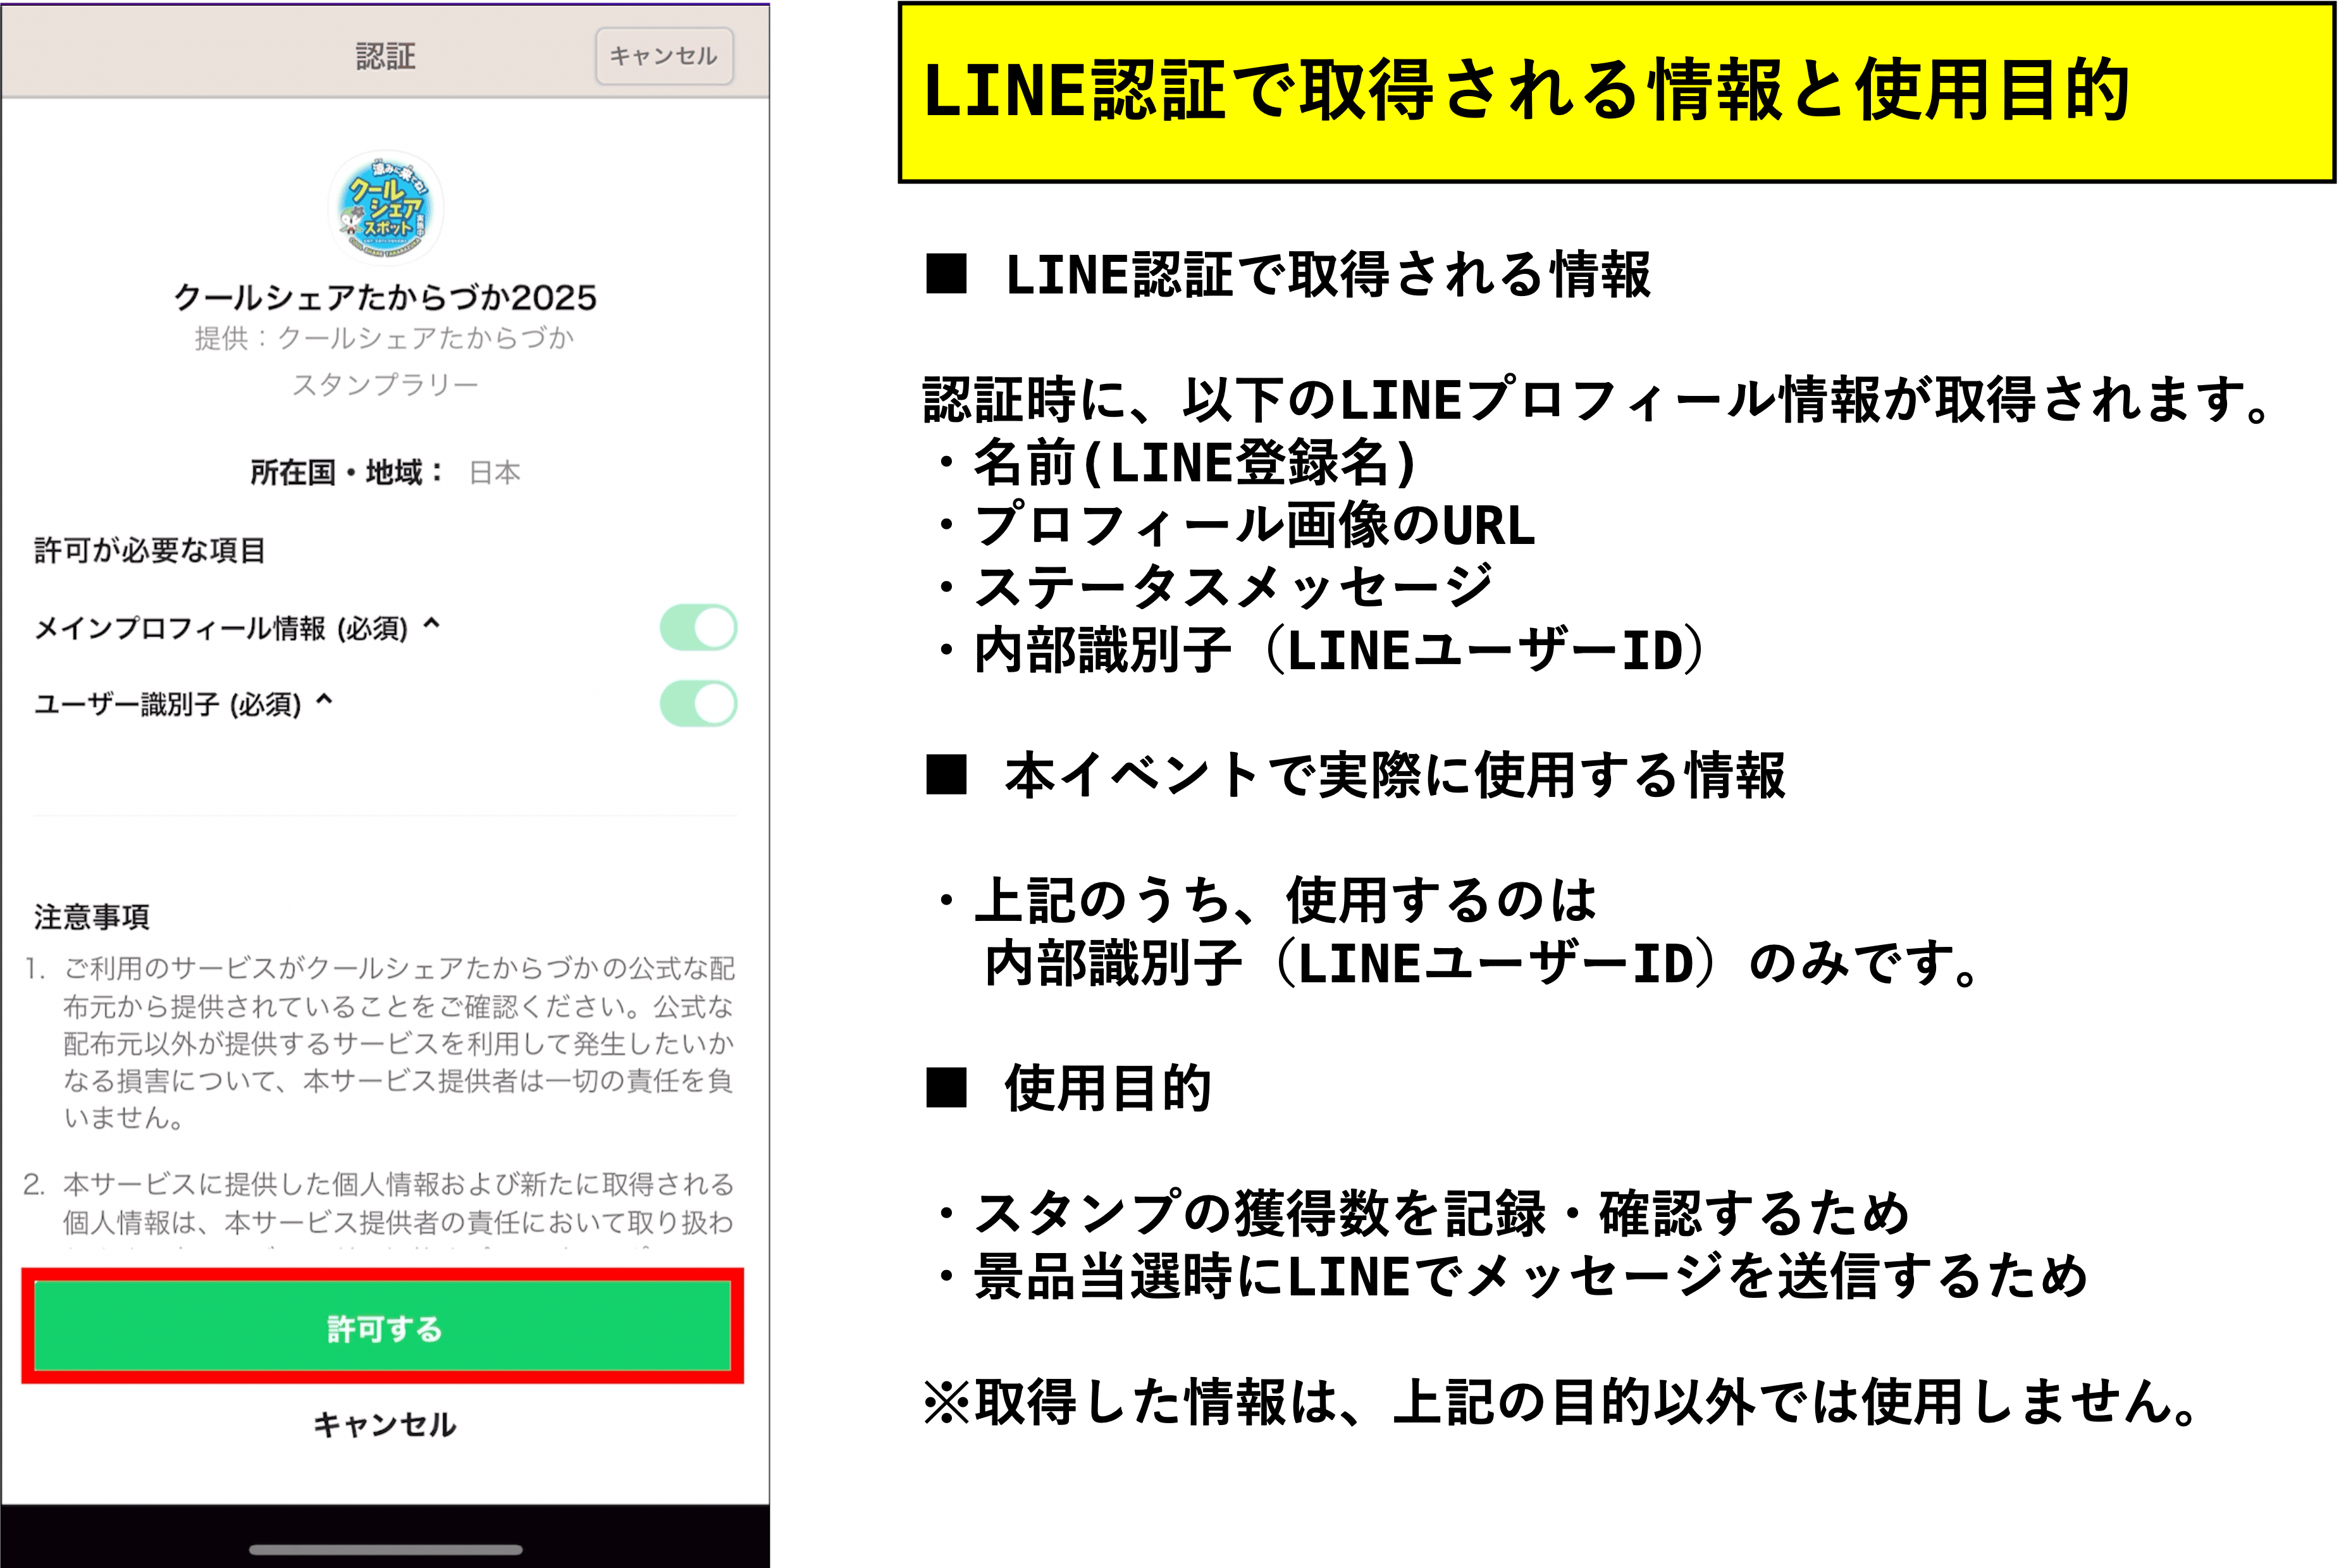 認証
キャンセル
涼みに来てね!
クール
シェア
スポット
実施中
COOL SHARE TAKARAZUKA
クールシェアたからづか2025
提供：クールシェアたからづか
スタンプラリー
所在国・地域： 日本
許可が必要な項目
メインプロフィール情報 (必須) ^
ユーザー識別子 (必須) ^
注意事項
1. ご利用のサービスがクールシェアたからづかの公式な配
布元から提供されていることをご確認ください。公式な
配布元以外が提供するサービスを利用して発生したいか
なる損害について、本サービス提供者は一切の責任を負
いません。
2. 本サービスに提供した個人情報および新たに取得される
個人情報は、本サービス提供者の責任において取り扱わ
許可する
キャンセル
LINE認証で取得される情報と使用目的
■ LINE認証で取得される情報
認証時に、以下のLINEプロフィール情報が取得されます。
・名前(LINE登録名)
・プロフィール画像のURL
・ステータスメッセージ
・内部識別子（LINEユーザーID）
■ 本イベントで実際に使用する情報
・上記のうち、使用するのは
内部識別子（LINEユーザーID）のみです。
■ 使用目的
・スタンプの獲得数を記録・確認するため
・景品当選時にLINEでメッセージを送信するため
※取得した情報は、上記の目的以外では使用しません。